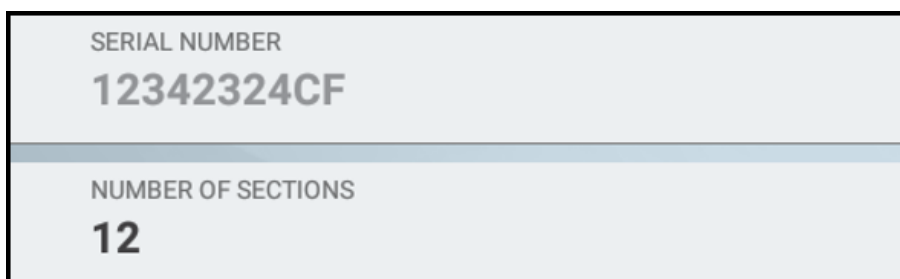 SERIAL NUMBER
12342324CF
NUMBER OF SECTIONS
12